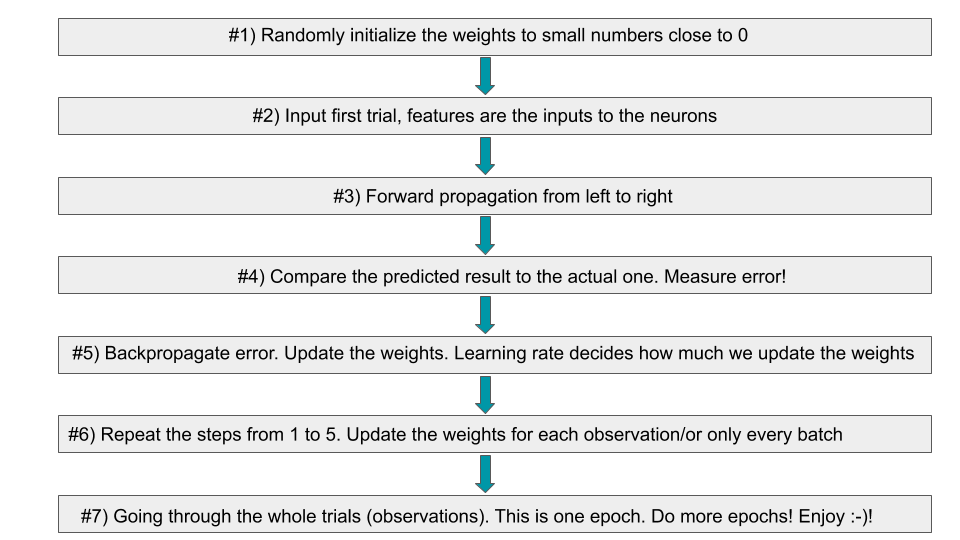 #1) Randomly initialize the weights to small numbers close to 0
#2) Input first trial, features are the inputs to the neurons
#3) Forward propagation from left to right
#4) Compare the predicted result to the actual one. Measure error!
#5) Backpropagate error. Update the weights. Learning rate decides how much we update the weights
#6) Repeat the steps from 1 to 5. Update the weights for each observation/or only every batch
#7) Going through the whole trials (observations). This is one epoch. Do more epochs! Enjoy :-)!